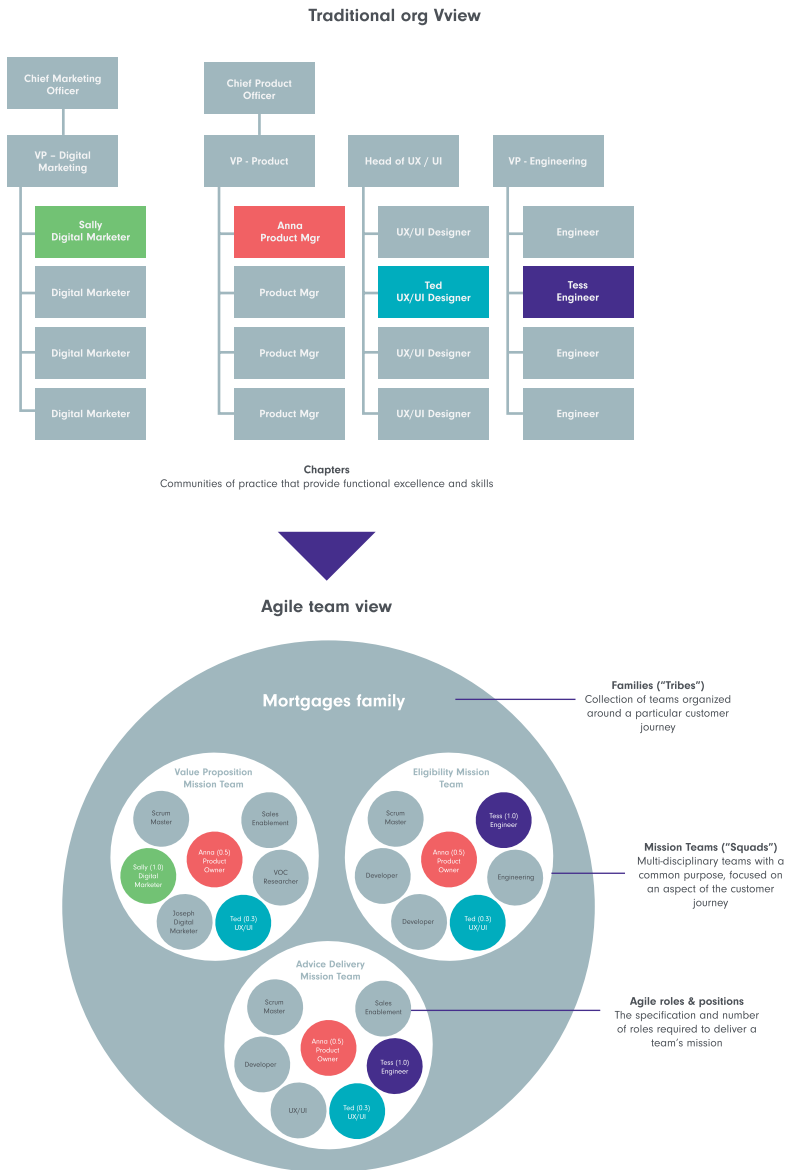 Traditional org Vview
Chief Marketing
Officer
Chief Product
Officer
VP – Digital
Marketing
VP - Product
Head of UX / UI
VP - Engineering
Sally
Digital Marketer
Anna
Product Mgr
UX/UI Designer
Engineer
Digital Marketer
Product Mgr
Ted
UX/UI Designer
Tess
Engineer
Digital Marketer
Product Mgr
UX/UI Designer
Engineer
Digital Marketer
Product Mgr
UX/UI Designer
Engineer
Chapters
Communities of practice that provide functional excellence and skills
Agile team view
Mortgages family
Families (“Tribes”)
Collection of teams organized
around a particular customer
journey
Value Proposition
Mission Team
Scrum
Master
Sales
Enablement
Anna (0.5)
Product
Owner
Sally (1.0)
Digital
Marketer
VOC
Researcher
Joseph
Digital
Marketer
Ted (0.3)
UX/UI
Eligibility Mission
Team
Scrum
Master
Tess (1.0)
Engineer
Anna (0.5)
Product
Owner
Developer
Engineering
Developer
Ted (0.3)
UX/UI
Mission Teams (“Squads”)
Multi-disciplinary teams with a
common purpose, focused on
an aspect of the customer
journey
Advice Delivery
Mission Team
Scrum
Master
Sales
Enablement
Anna (0.5)
Product
Owner
Developer
Tess (1.0)
Engineer
UX/UI
Ted (0.3)
UX/UI
Agile roles & positions
The specification and number
of roles required to deliver a
team’s mission